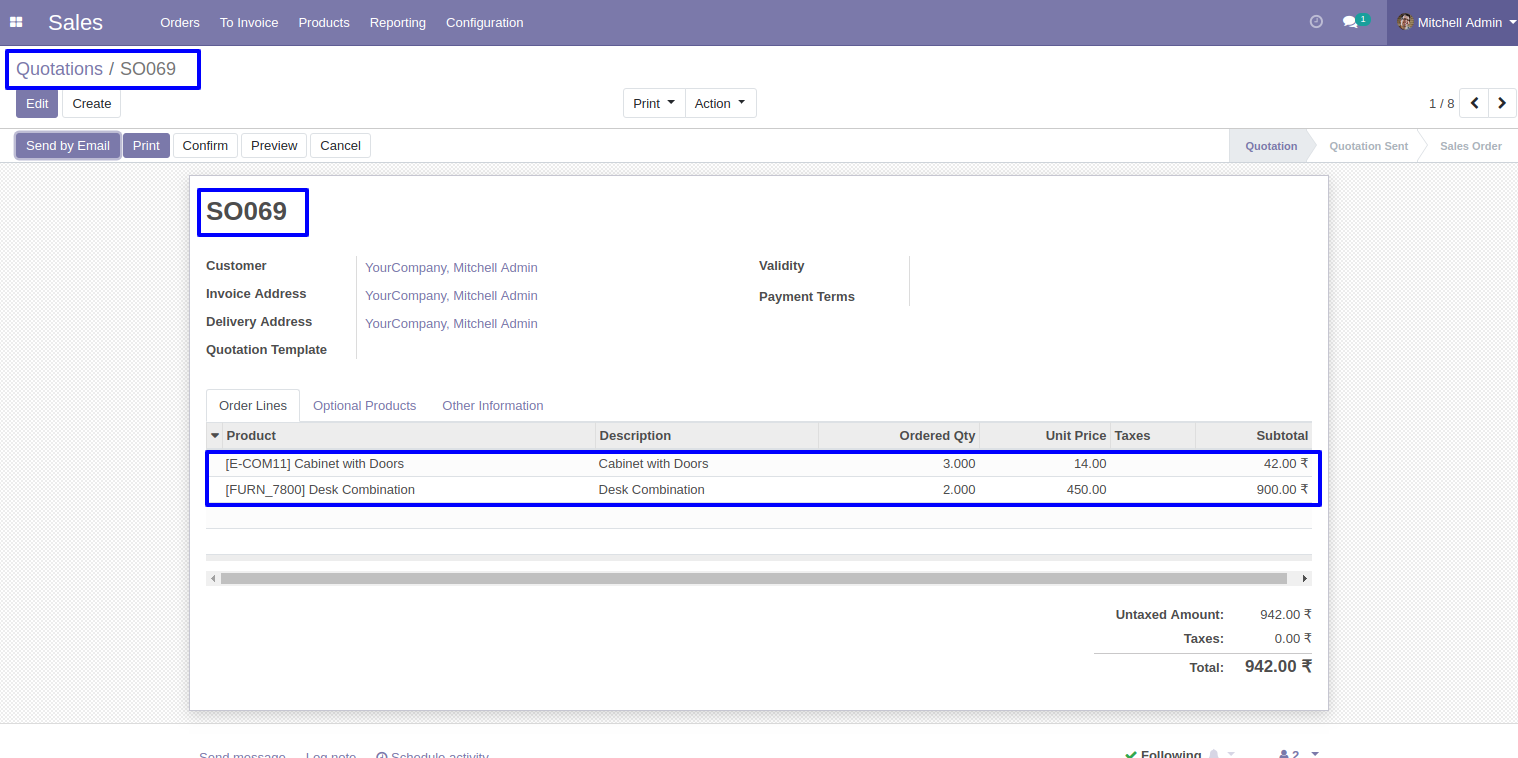 Sales Orders To Invoice Products Reporting Configuration 1 Mitchell Admin
Quotations / SO069
Edit Create Print Action 1 / 8
Send by Email Print Confirm Preview Cancel Quotation Quotation Sent Sales Order
SO069
Customer YourCompany, Mitchell Admin Validity
Invoice Address YourCompany, Mitchell Admin Payment Terms
Delivery Address YourCompany, Mitchell Admin
Quotation Template
Order Lines Optional Products Other Information
Product Description Ordered Qty Unit Price Taxes Subtotal
[E-COM11] Cabinet with Doors Cabinet with Doors 3.000 14.00 42.00 ₹
[FURN_7800] Desk Combination Desk Combination 2.000 450.00 900.00 ₹
Untaxed Amount: 942.00 ₹
Taxes: 0.00 ₹
Total: 942.00 ₹
Send message Log note Schedule activity Following 2